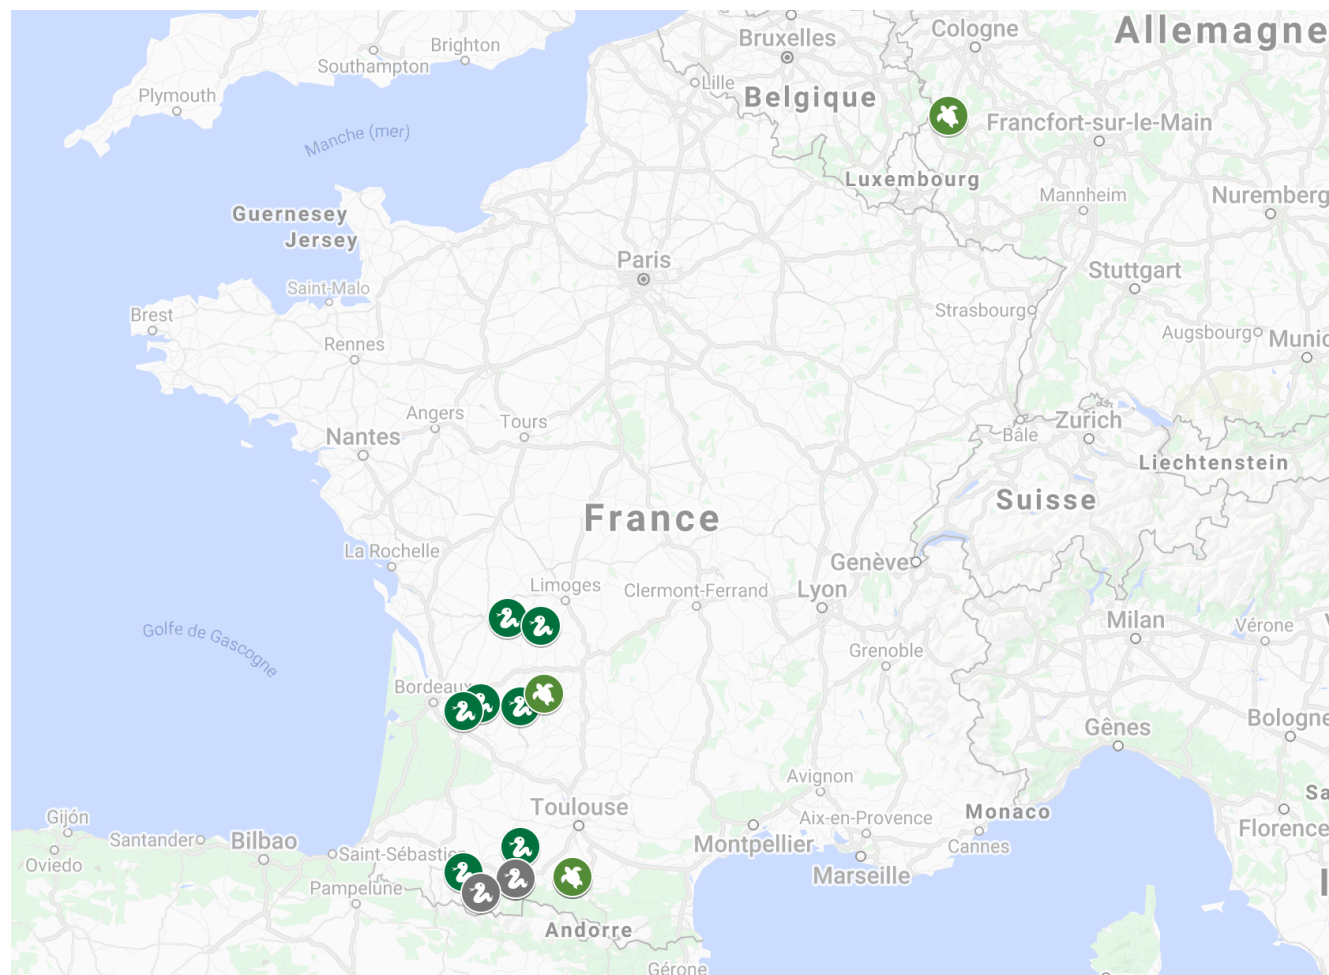 Allemagne
Cologne
Bruxelles
Brighton
Southampton
Lille
Plymouth
Belgique
Francfort-sur-le-Main
Manche (mer)
Luxembourg
Mannheim
Nuremberg
Guernesey
Jersey
Paris
Stuttgart
Saint-Malo
Strasbourg
Brest
Augsbourg
Munic
Rennes
Angers
Tours
Zurich
Nantes
Bâle
Liechtenstein
Suisse
France
La Rochelle
Genève
Limoges
Clermont-Ferrand
Lyon
Milan
Vérone
V
Golfe de Gascogne
Grenoble
Bordeaux
Bologne
Gênes
Avignon
Sa
Toulouse
Monaco
Gijón
Aix-en-Provence
Florence
Santander
Bilbao
Montpellier
Cannes
Saint-Sébastien
Oviedo
Marseille
Pampelune
I
Andorre
Gérone